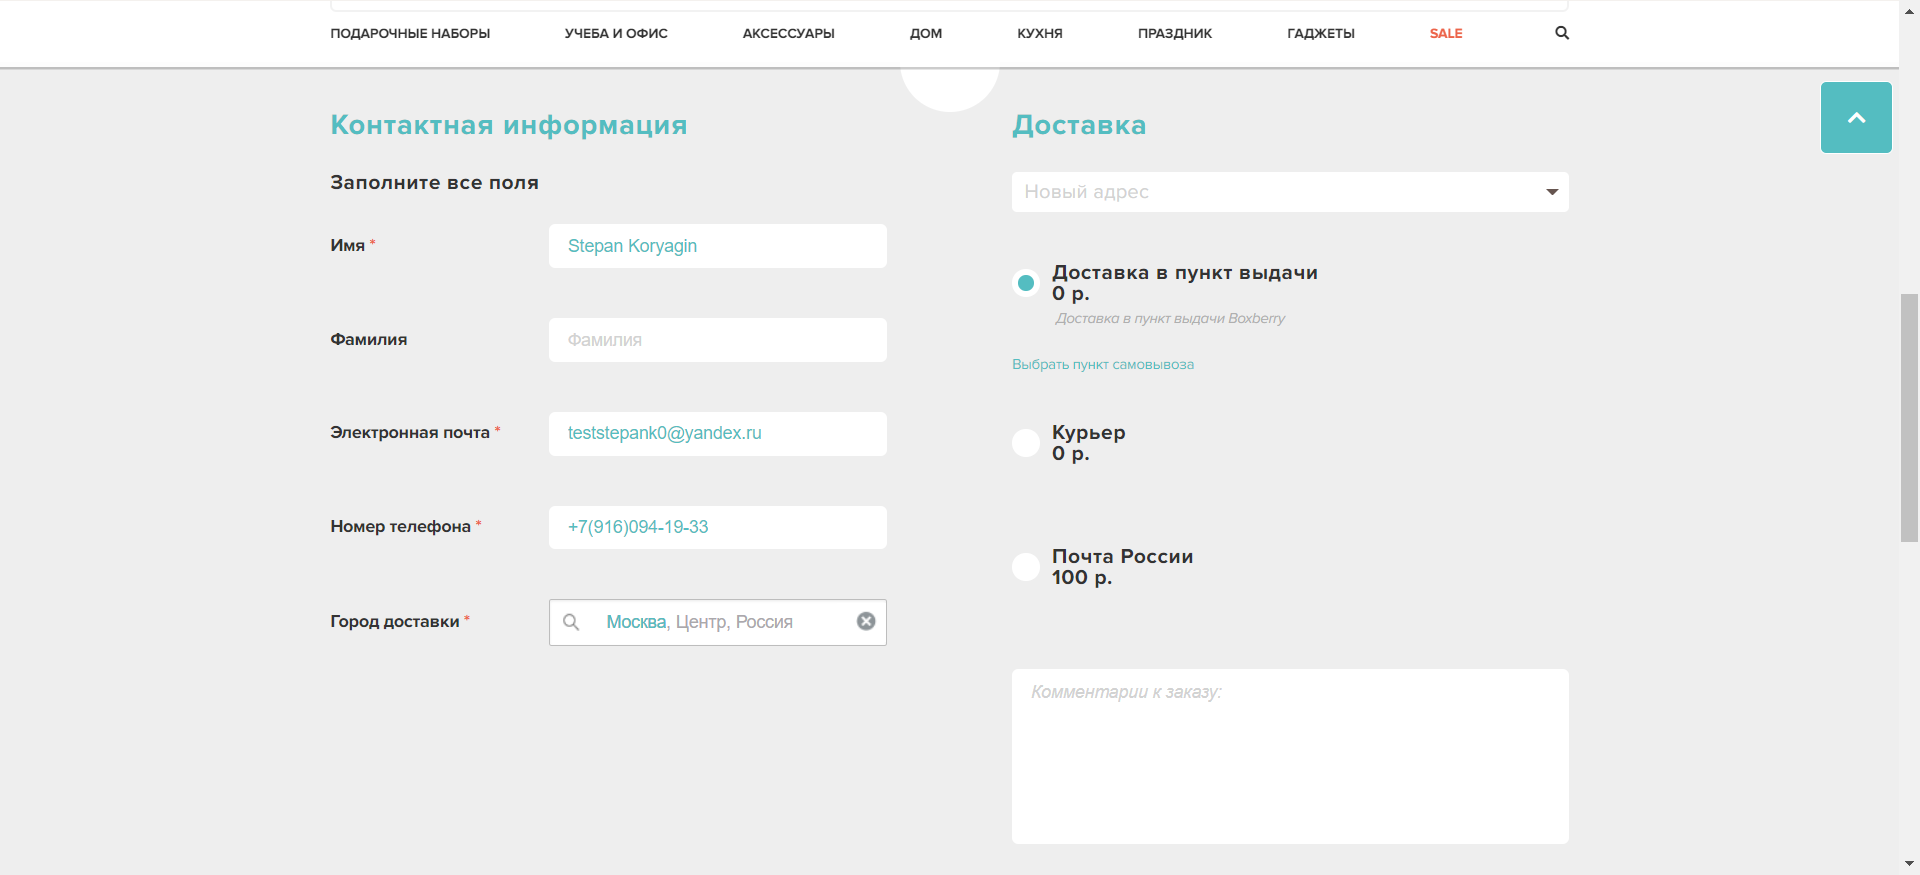 ПОДАРОЧНЫЕ НАБОРЫ УЧЕБА И ОФИС АКСЕССУАРЫ ДОМ КУХНЯ ПРАЗДНИК ГАДЖЕТЫ SALE
Контактная информация
Заполните все поля
Имя * Stepan Koryagin
Фамилия Фамилия
Электронная почта * teststepank0@yandex.ru
Номер телефона * +7(916)094-19-33
Город доставки * Москва, Центр, Россия
Доставка
Новый адрес
Доставка в пункт выдачи
0 р.
Доставка в пункт выдачи Boxberry
Выбрать пункт самовывоза
Курьер
0 р.
Почта России
100 р.
Комментарии к заказу: